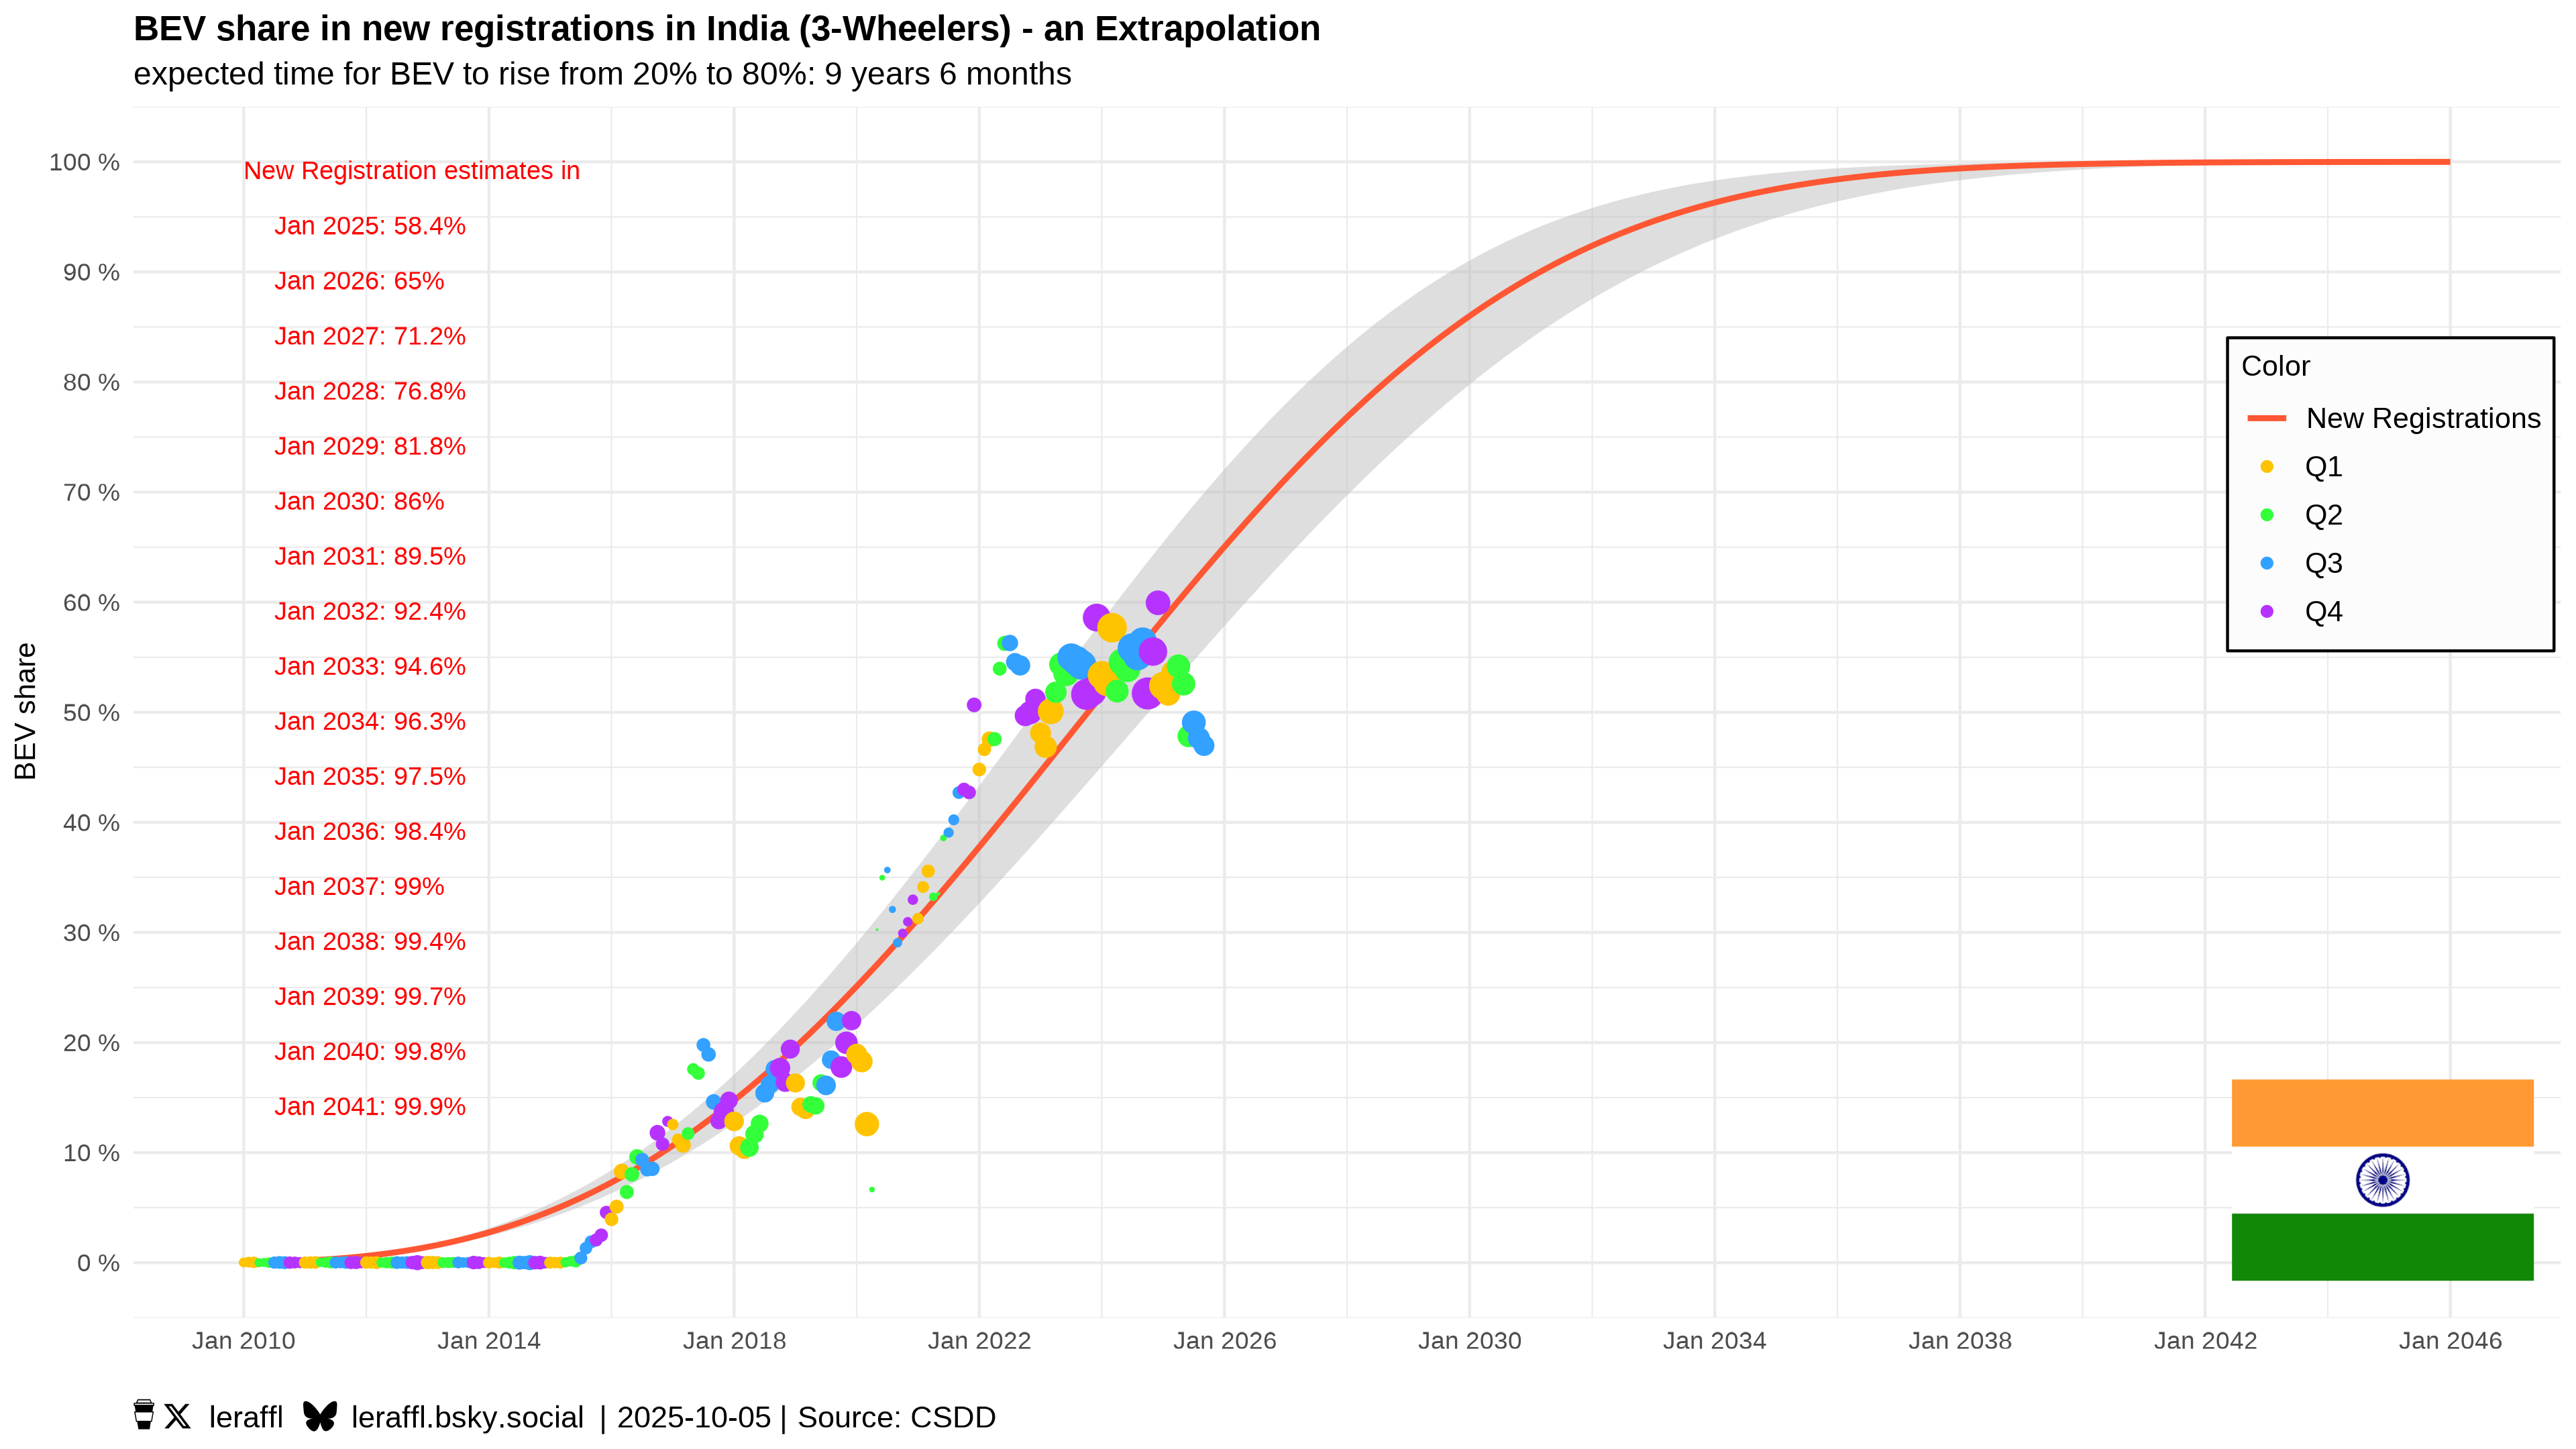 BEV share in new registrations in India (3-Wheelers) - an Extrapolation
expected time for BEV to rise from 20% to 80%: 9 years 6 months
BEV share
100 %
90 %
80 %
70 %
60 %
50 %
40 %
30 %
20 %
10 %
0 %
New Registration estimates in
Jan 2025: 58.4%
Jan 2026: 65%
Jan 2027: 71.2%
Jan 2028: 76.8%
Jan 2029: 81.8%
Jan 2030: 86%
Jan 2031: 89.5%
Jan 2032: 92.4%
Jan 2033: 94.6%
Jan 2034: 96.3%
Jan 2035: 97.5%
Jan 2036: 98.4%
Jan 2037: 99%
Jan 2038: 99.4%
Jan 2039: 99.7%
Jan 2040: 99.8%
Jan 2041: 99.9%
Color
New Registrations
Q1
Q2
Q3
Q4
Jan 2010 Jan 2014 Jan 2018 Jan 2022 Jan 2026 Jan 2030 Jan 2034 Jan 2038 Jan 2042 Jan 2046
leraffl leraffl.bsky.social | 2025-10-05 | Source: CSDD